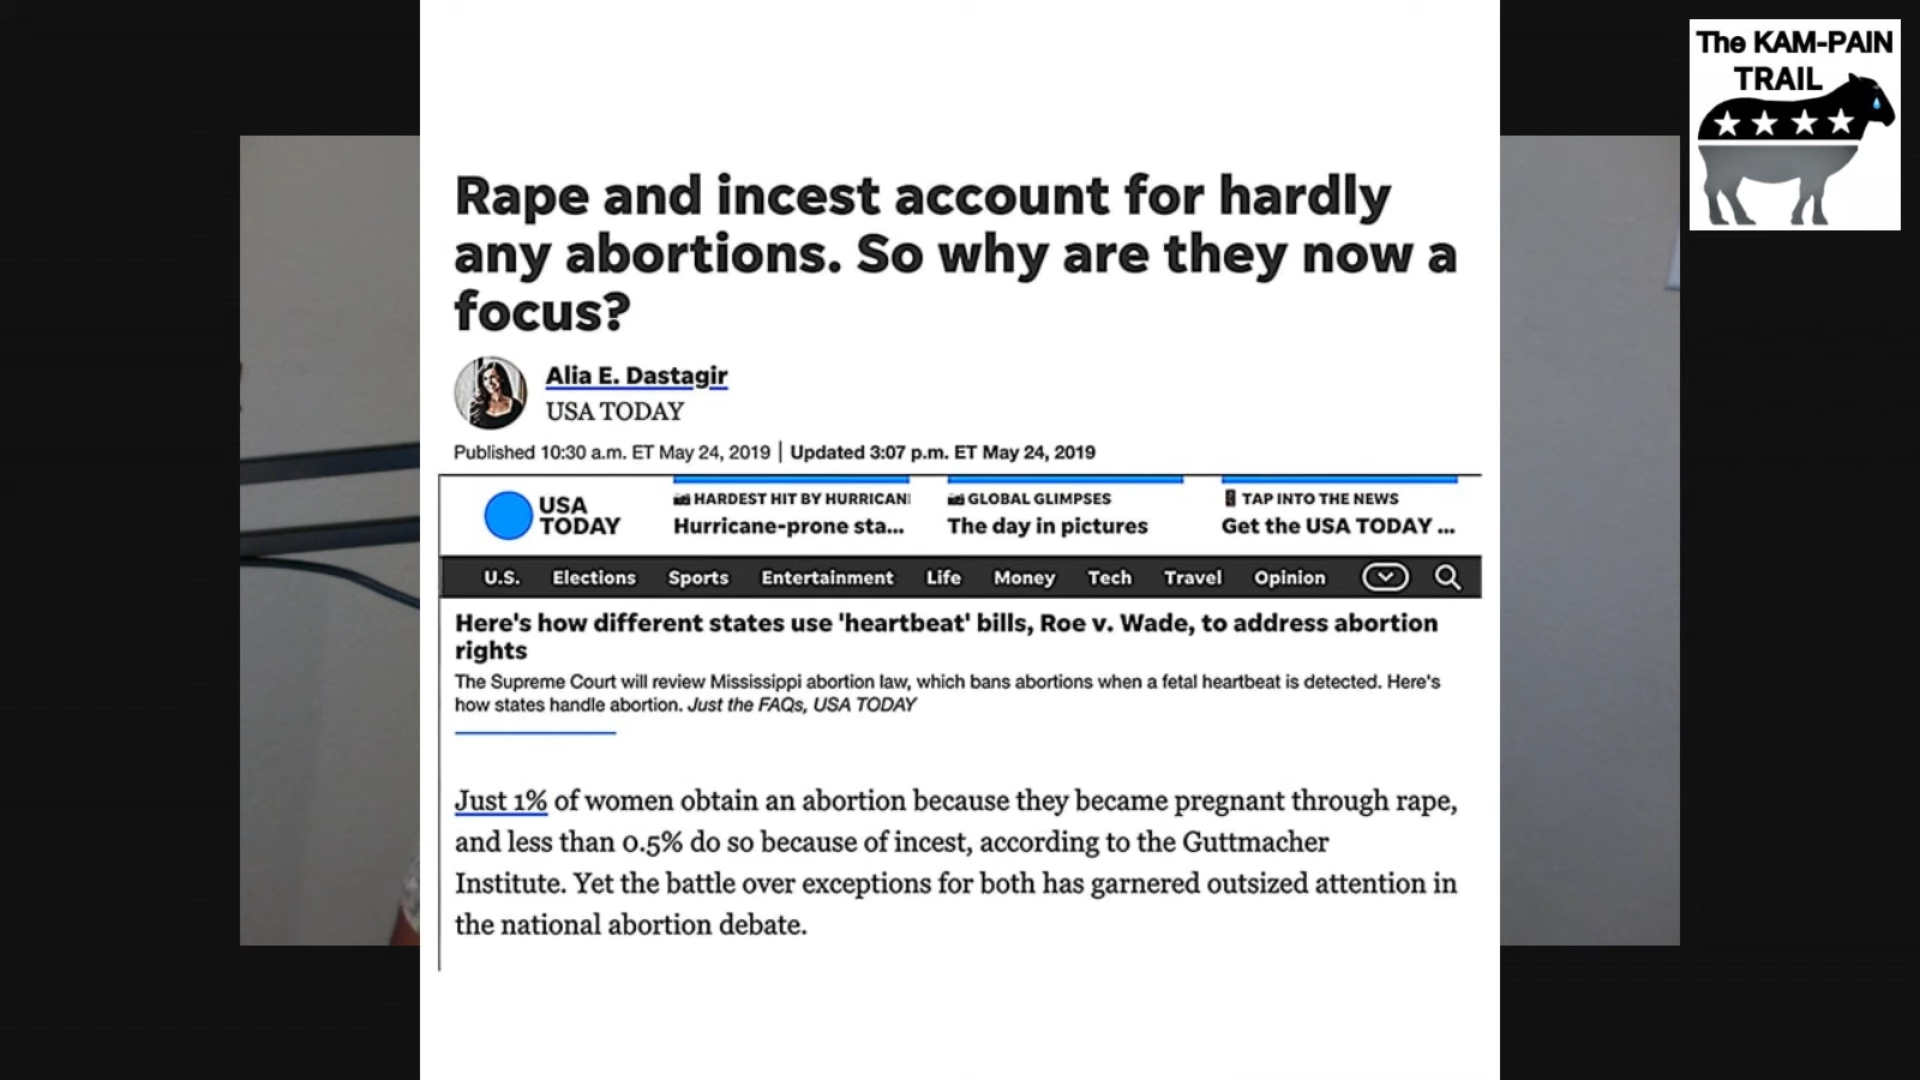 The KAM-PAIN
TRAIL
Rape and incest account for hardly
any abortions. So why are they now a
focus?
Alia E. Dastagir
USA TODAY
Published 10:30 a.m. ET May 24, 2019 | Updated 3:07 p.m. ET May 24, 2019
USA
TODAY
HARDEST HIT BY HURRICAN
Hurricane-prone sta...
GLOBAL GLIMPSES
The day in pictures
TAP INTO THE NEWS
Get the USA TODAY ...
U.S. Elections Sports Entertainment Life Money Tech Travel Opinion
Here's how different states use 'heartbeat' bills, Roe v. Wade, to address abortion
rights
The Supreme Court will review Mississippi abortion law, which bans abortions when a fetal heartbeat is detected. Here's
how states handle abortion. Just the FAQs, USA TODAY
Just 1% of women obtain an abortion because they became pregnant through rape,
and less than 0.5% do so because of incest, according to the Guttmacher
Institute. Yet the battle over exceptions for both has garnered outsized attention in
the national abortion debate.